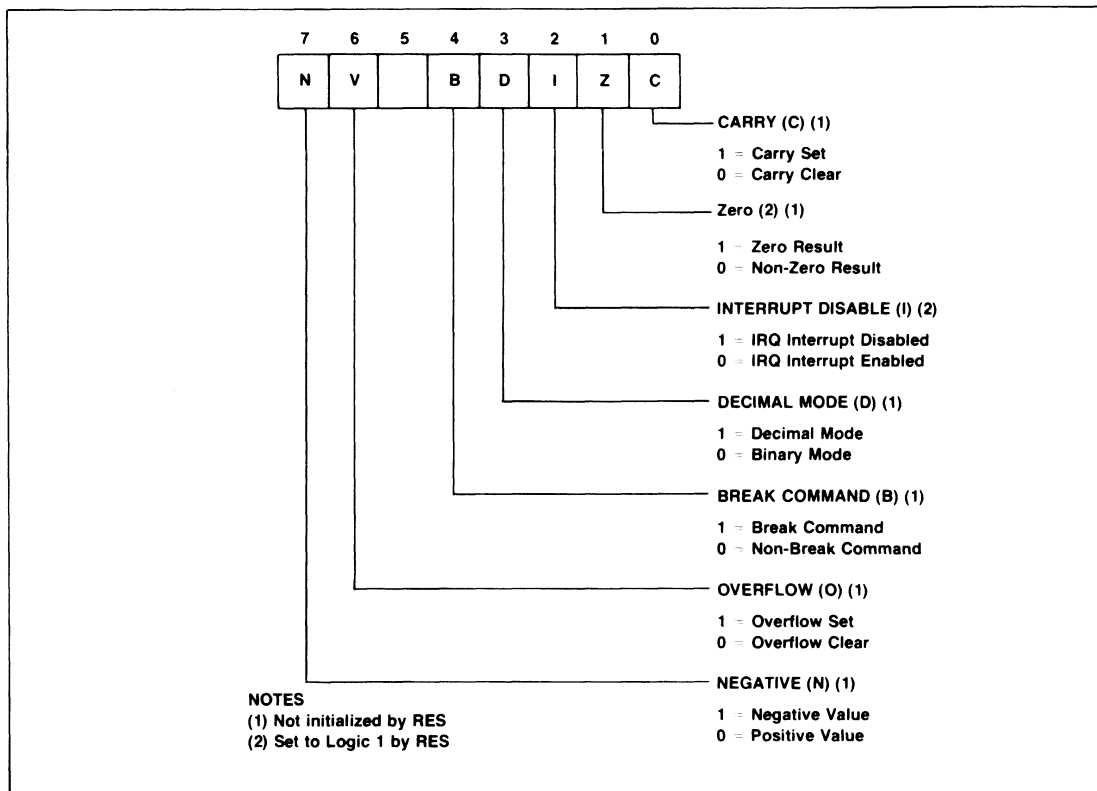 7 6 5 4 3 2 1 0
N V B D I Z C
CARRY (C) (1)
1 = Carry Set
0 = Carry Clear
Zero (2) (1)
1 = Zero Result
0 = Non-Zero Result
INTERRUPT DISABLE (I) (2)
1 = IRQ Interrupt Disabled
0 = IRQ Interrupt Enabled
DECIMAL MODE (D) (1)
1 = Decimal Mode
0 = Binary Mode
BREAK COMMAND (B) (1)
1 = Break Command
0 = Non-Break Command
OVERFLOW (O) (1)
1 = Overflow Set
0 = Overflow Clear
NEGATIVE (N) (1)
1 = Negative Value
0 = Positive Value
NOTES
(1) Not initialized by RES
(2) Set to Logic 1 by RES